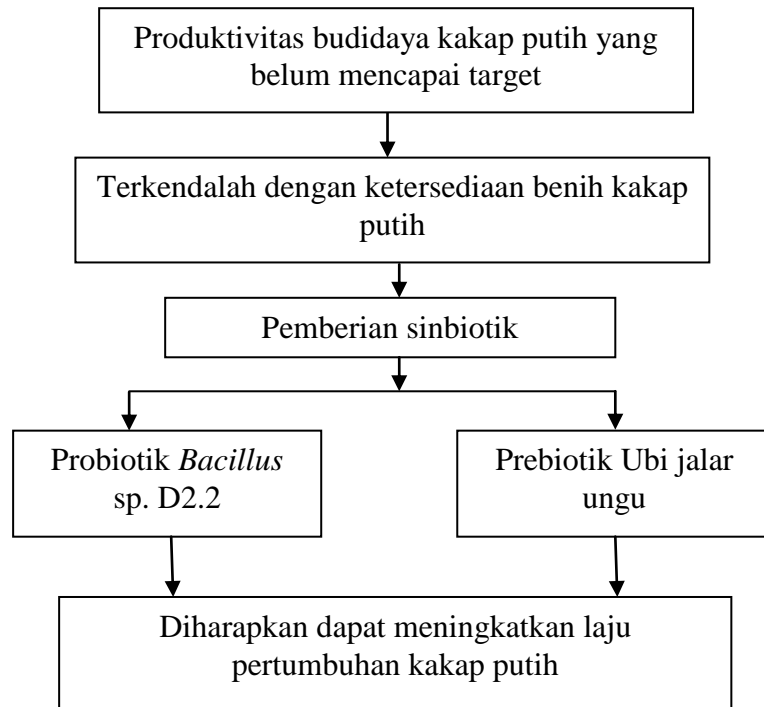 Produktivitas budidaya kakap putih yang
belum mencapai target
Terkendalah dengan ketersediaan benih kakap
putih
Pemberian sinbiotik
Probiotik Bacillus
sp. D2.2
Prebiotik Ubi jalar
ungu
Diharapkan dapat meningkatkan laju
pertumbuhan kakap putih